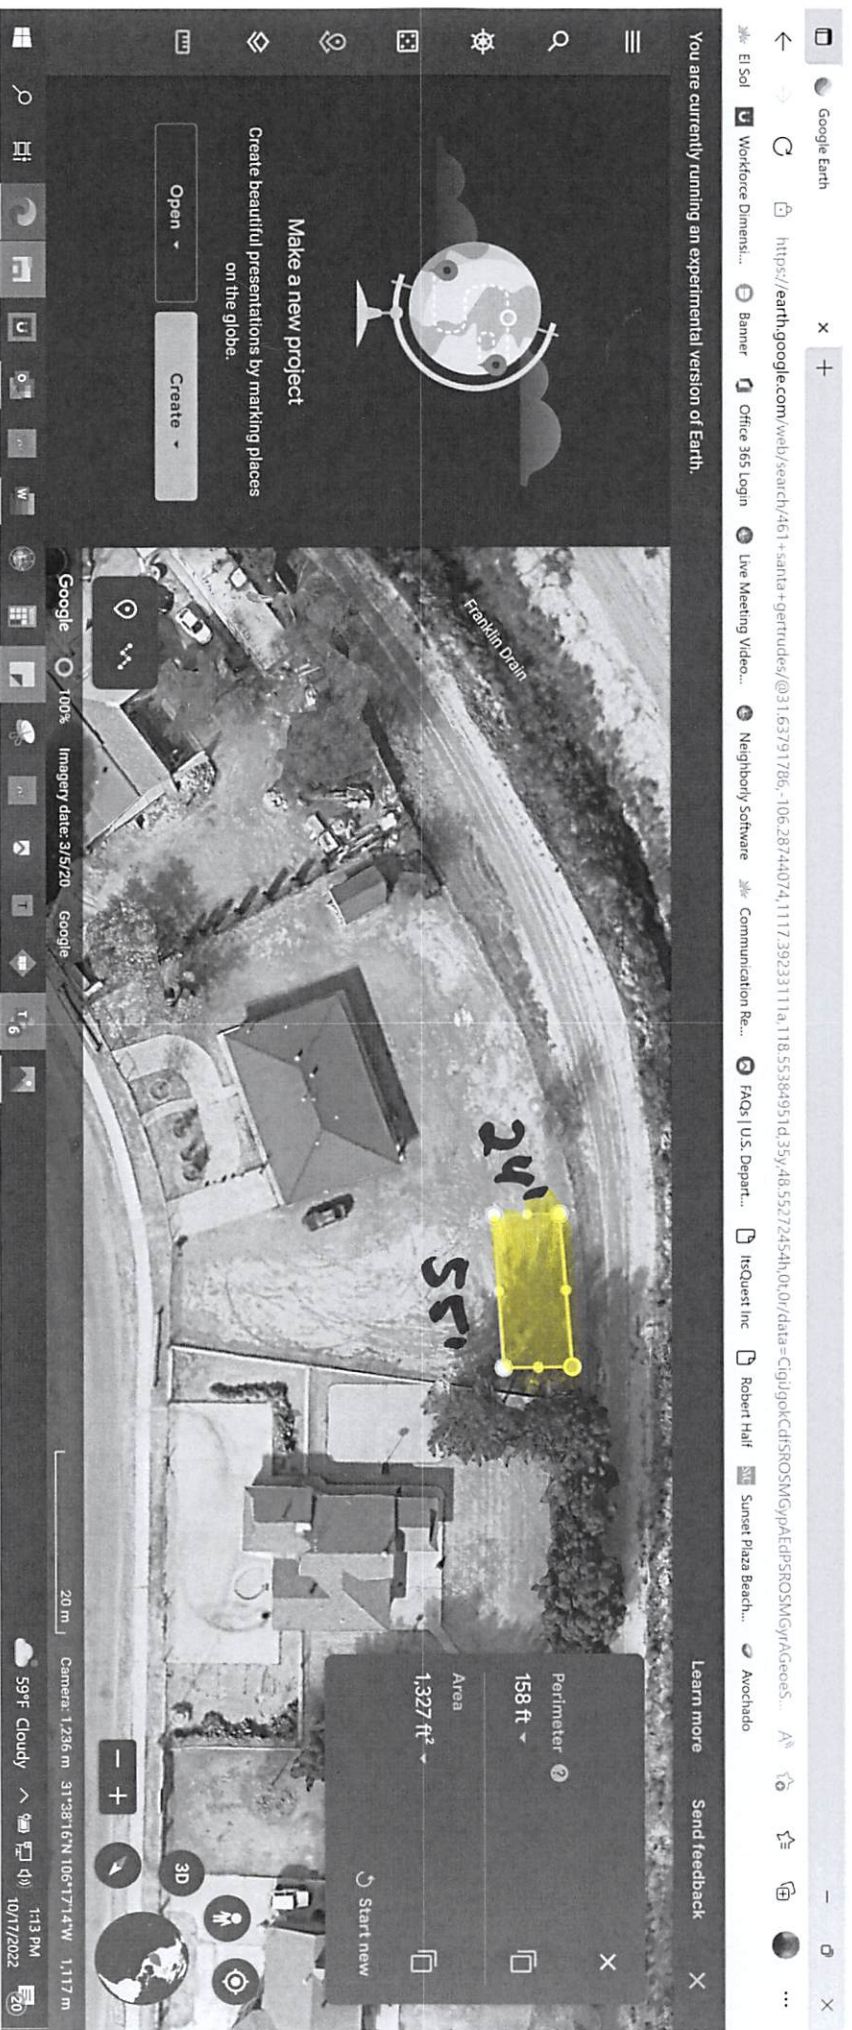 Google Earth
https://earth.google.com/web/search/461+santa+gertrudes/@31.63791786,-106.28744074,1117.39233111a,118.55384951d,35y,48.55272454h,0t,0r/data=CigiJgokCdfSROSMGypAEdPSROSMGyrAGeoeS...
El Sol
Workforce Dimensi...
Banner
Office 365 Login
Live Meeting Video...
Neighborly Software
Communication Re...
FAQs | U.S. Depart...
ItsQuest Inc
Robert Half
Sunset Plaza Beach...
Avochado
You are currently running an experimental version of Earth.
Learn more
Send feedback
Make a new project
Create beautiful presentations by marking places
on the globe.
Open
Create
Franklin Drain
24'
55'
Perimeter
158 ft
Area
1,327 ft²
Start new
3D
Google
100%
Imagery date: 3/5/20
Google
20 m
Camera: 1,236 m
31°38'16"N 106°17'14"W
1,117 m
59°F Cloudy
1:13 PM
10/17/2022
20